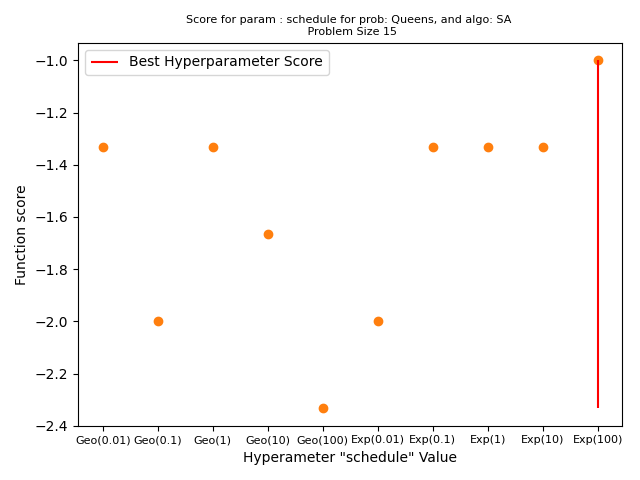 Score for param : schedule for prob: Queens, and algo: SA
Problem Size 15
Best Hyperparameter Score
Function score
−1.0
−1.2
−1.4
−1.6
−1.8
−2.0
−2.2
−2.4
Geo(0.01) Geo(0.1) Geo(1) Geo(10) Geo(100) Exp(0.01) Exp(0.1) Exp(1) Exp(10) Exp(100)
Hyperameter "schedule" Value